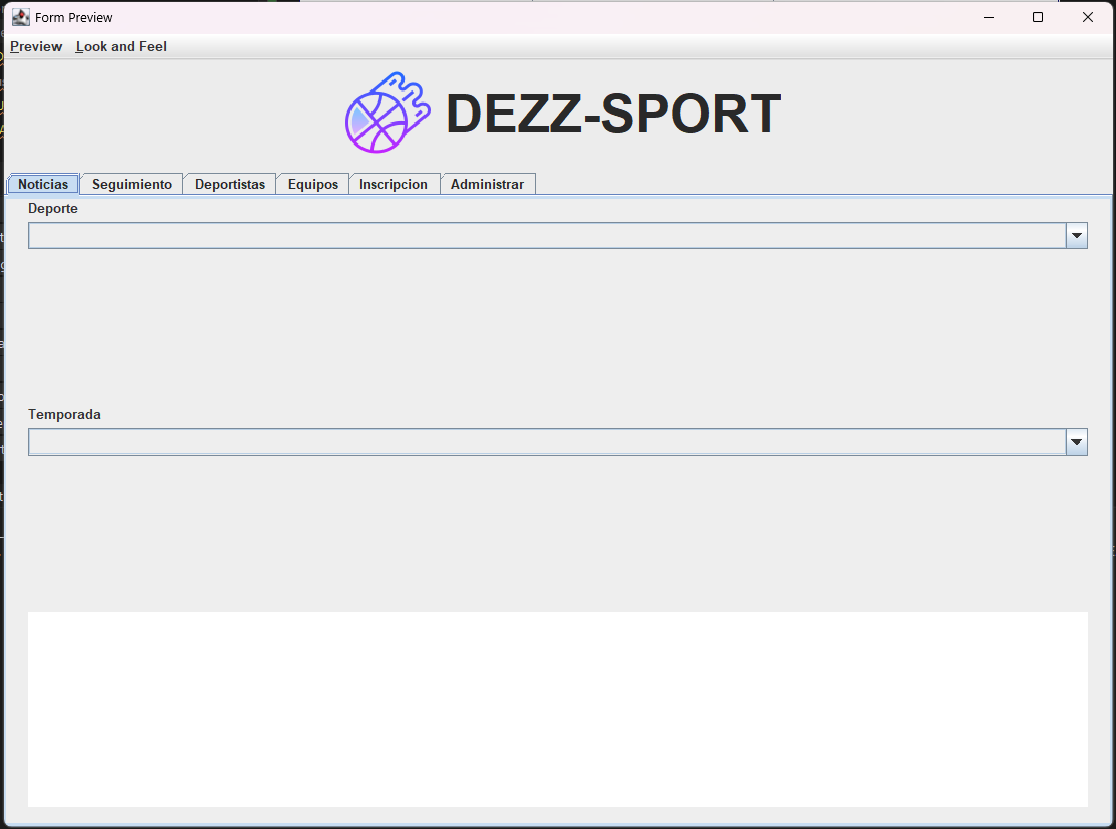 Form Preview
Preview Look and Feel
DEZZ-SPORT
Noticias Seguimiento Deportistas Equipos Inscripcion Administrar
Deporte
Temporada